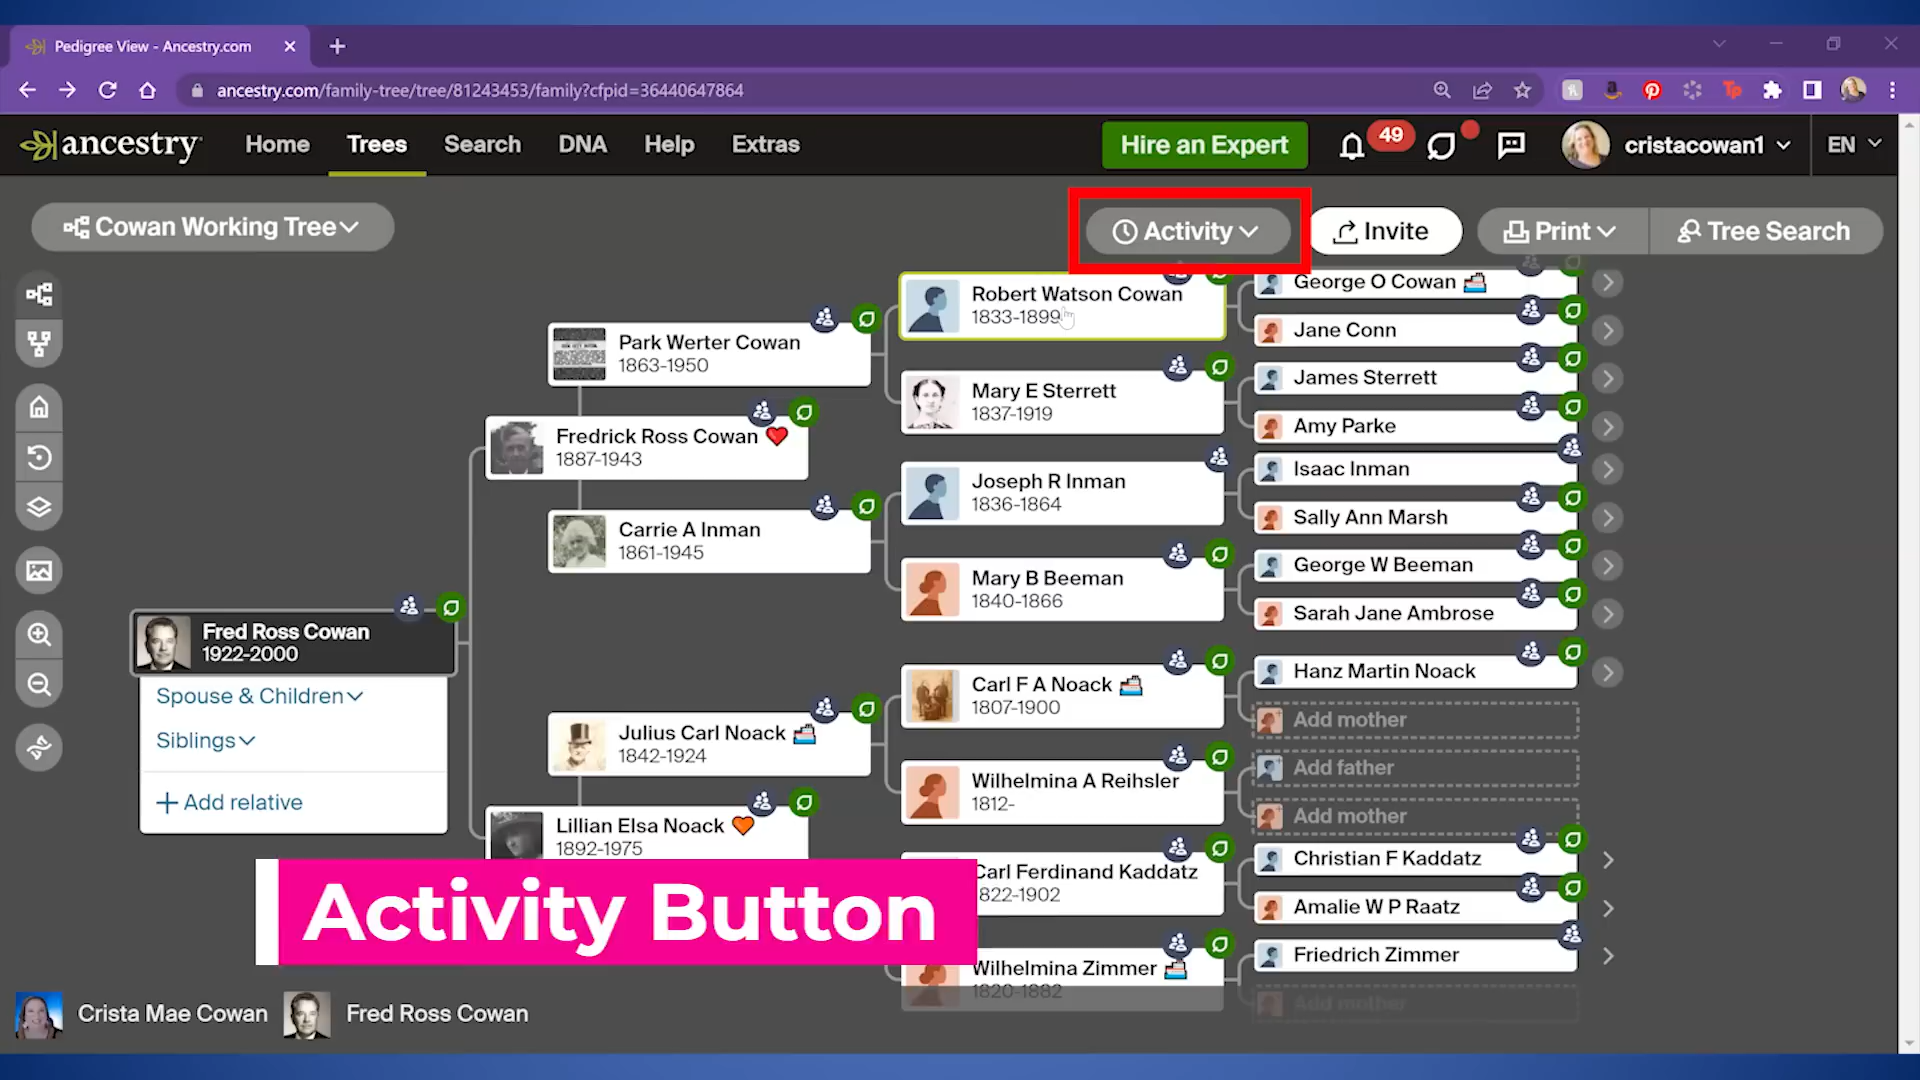 Pedigree View - Ancestry.com
ancestry.com/family-tree/tree/81243453/family?cfpid=36440647864
ancestry
Home Trees Search DNA Help Extras
Hire an Expert
49
cristacowan1
EN
Cowan Working Tree
Activity
Invite
Print
Tree Search
Fred Ross Cowan
1922-2000
Spouse & Children
Siblings
Add relative
Fredrick Ross Cowan
1887-1943
Lillian Elsa Noack
1892-1975
Park Werter Cowan
1863-1950
Carrie A Inman
1861-1945
Julius Carl Noack
1842-1924
Robert Watson Cowan
1833-1899
Mary E Sterrett
1837-1919
Joseph R Inman
1836-1864
Mary B Beeman
1840-1866
Carl F A Noack
1807-1900
Wilhelmina A Reihsler
1812-
Carl Ferdinand Kaddatz
822-1902
Wilhelmina Zimmer
1820-1882
George O Cowan
Jane Conn
James Sterrett
Amy Parke
Isaac Inman
Sally Ann Marsh
George W Beeman
Sarah Jane Ambrose
Hanz Martin Noack
Add mother
Add father
Add mother
Christian F Kaddatz
Amalie W P Raatz
Friedrich Zimmer
Add mother
Activity Button
Crista Mae Cowan
Fred Ross Cowan